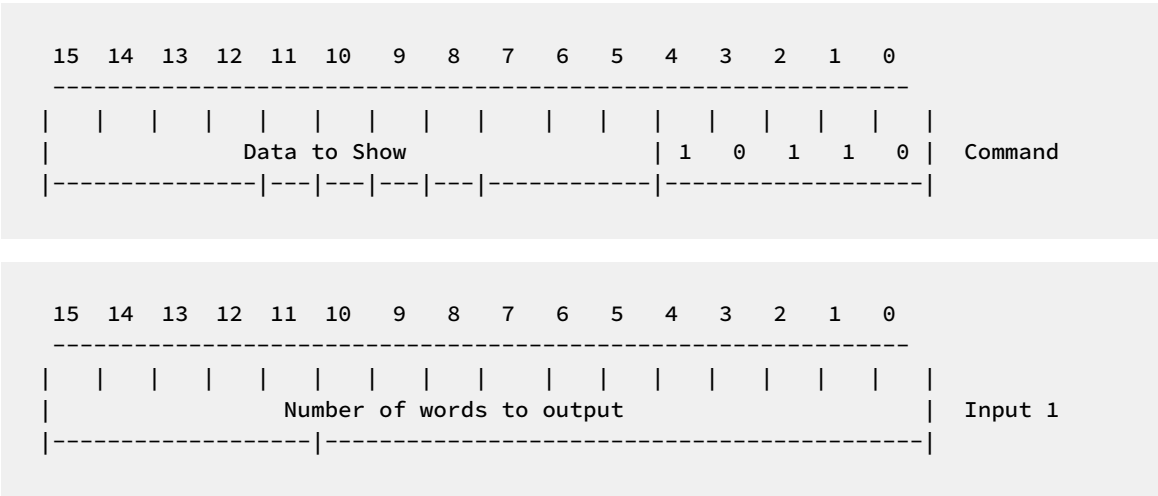 15 14 13 12 11 10 9 8 7 6 5 4 3 2 1 0
---------------------------------------------------------------
| | | | | | | | | | | | | | | | |
| Data to Show | 1 0 1 1 0 | Command
|---------------|---|---|---|---|------------|-------------------|
15 14 13 12 11 10 9 8 7 6 5 4 3 2 1 0
---------------------------------------------------------------
| | | | | | | | | | | | | | | | |
| Number of words to output | Input 1
|-------------------|--------------------------------------------|